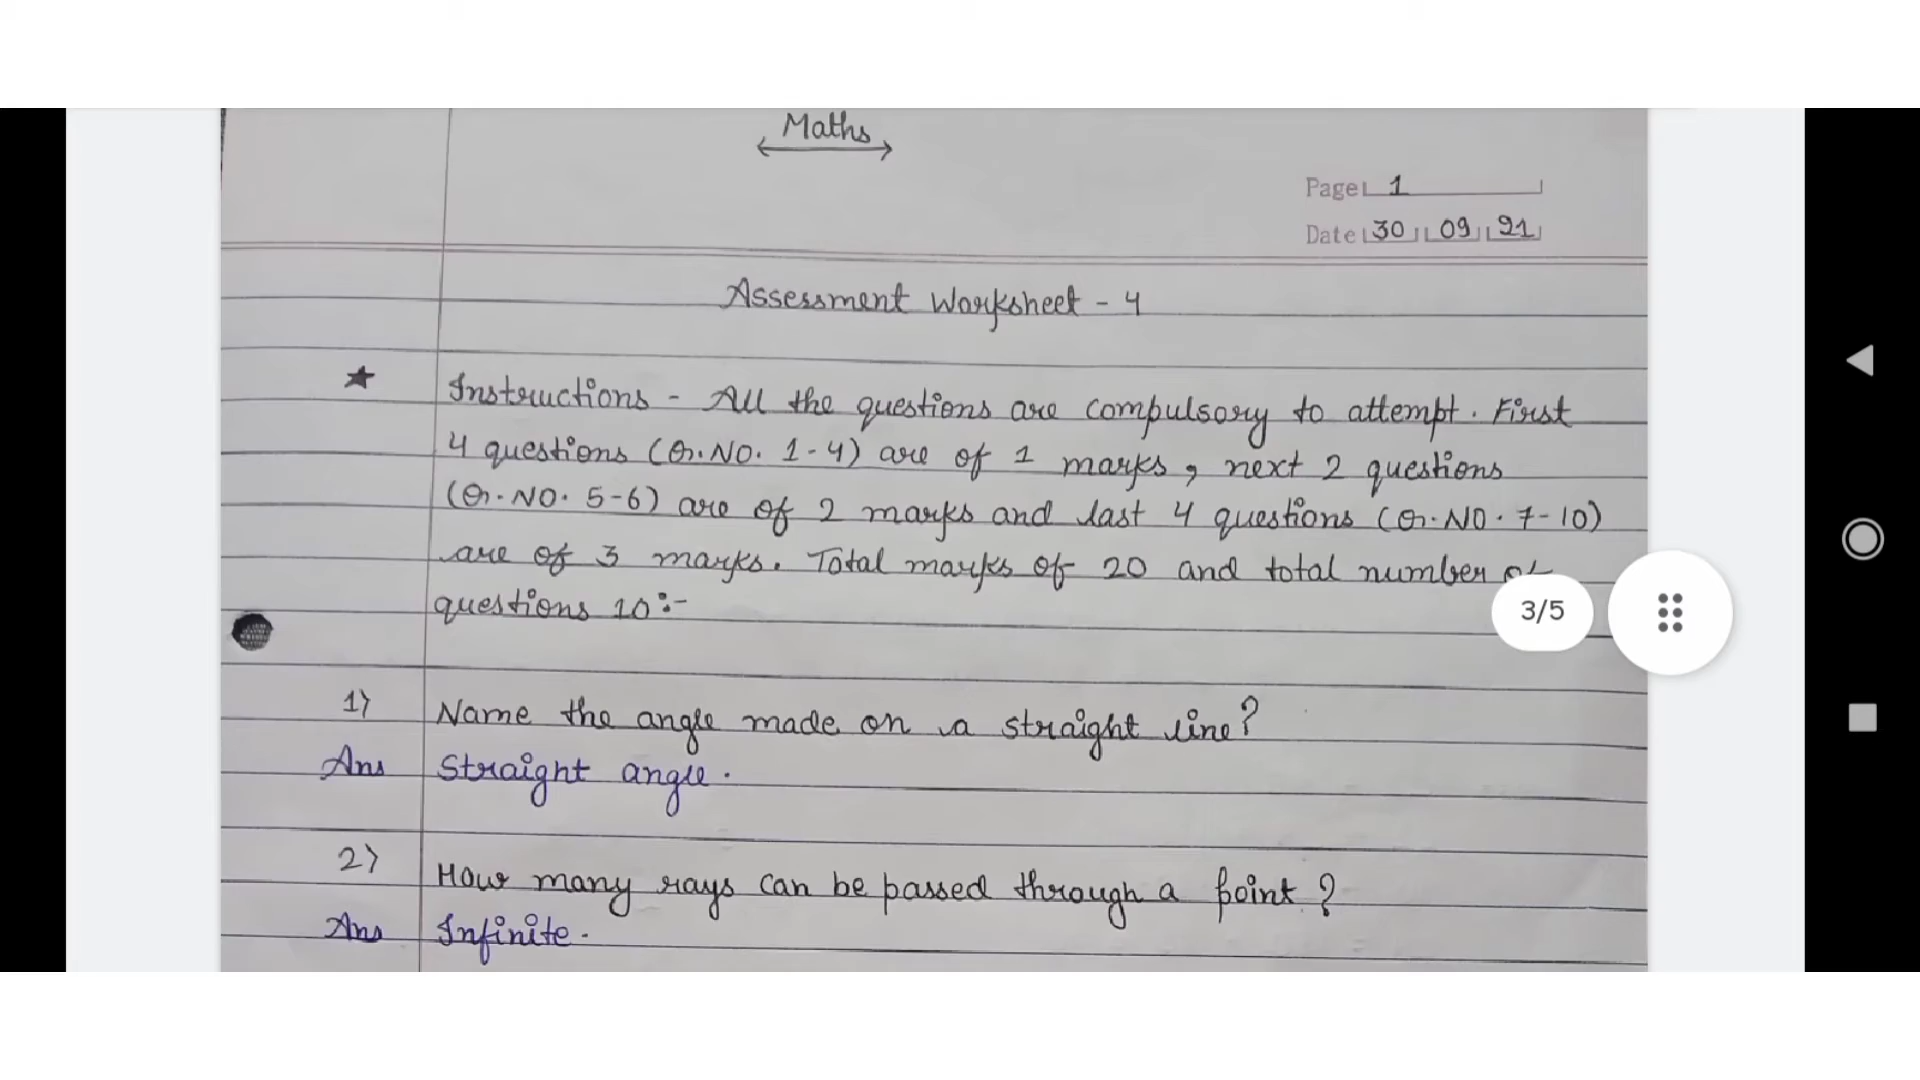 Maths
Page 1
Date 30 09 21
Assessment Worksheet - 4
★ Instructions - All the questions are compulsory to attempt. First
4 questions (Q.NO. 1-4) are of 1 marks, next 2 questions
(Q.NO. 5-6) are of 2 marks and last 4 questions (Q.NO. 7-10)
are of 3 marks. Total marks of 20 and total number of
questions 10:-
3/5
1) Name the angle made on a straight line?
Ans Straight angle.
2) How many rays can be passed through a point?
Ans Infinite.